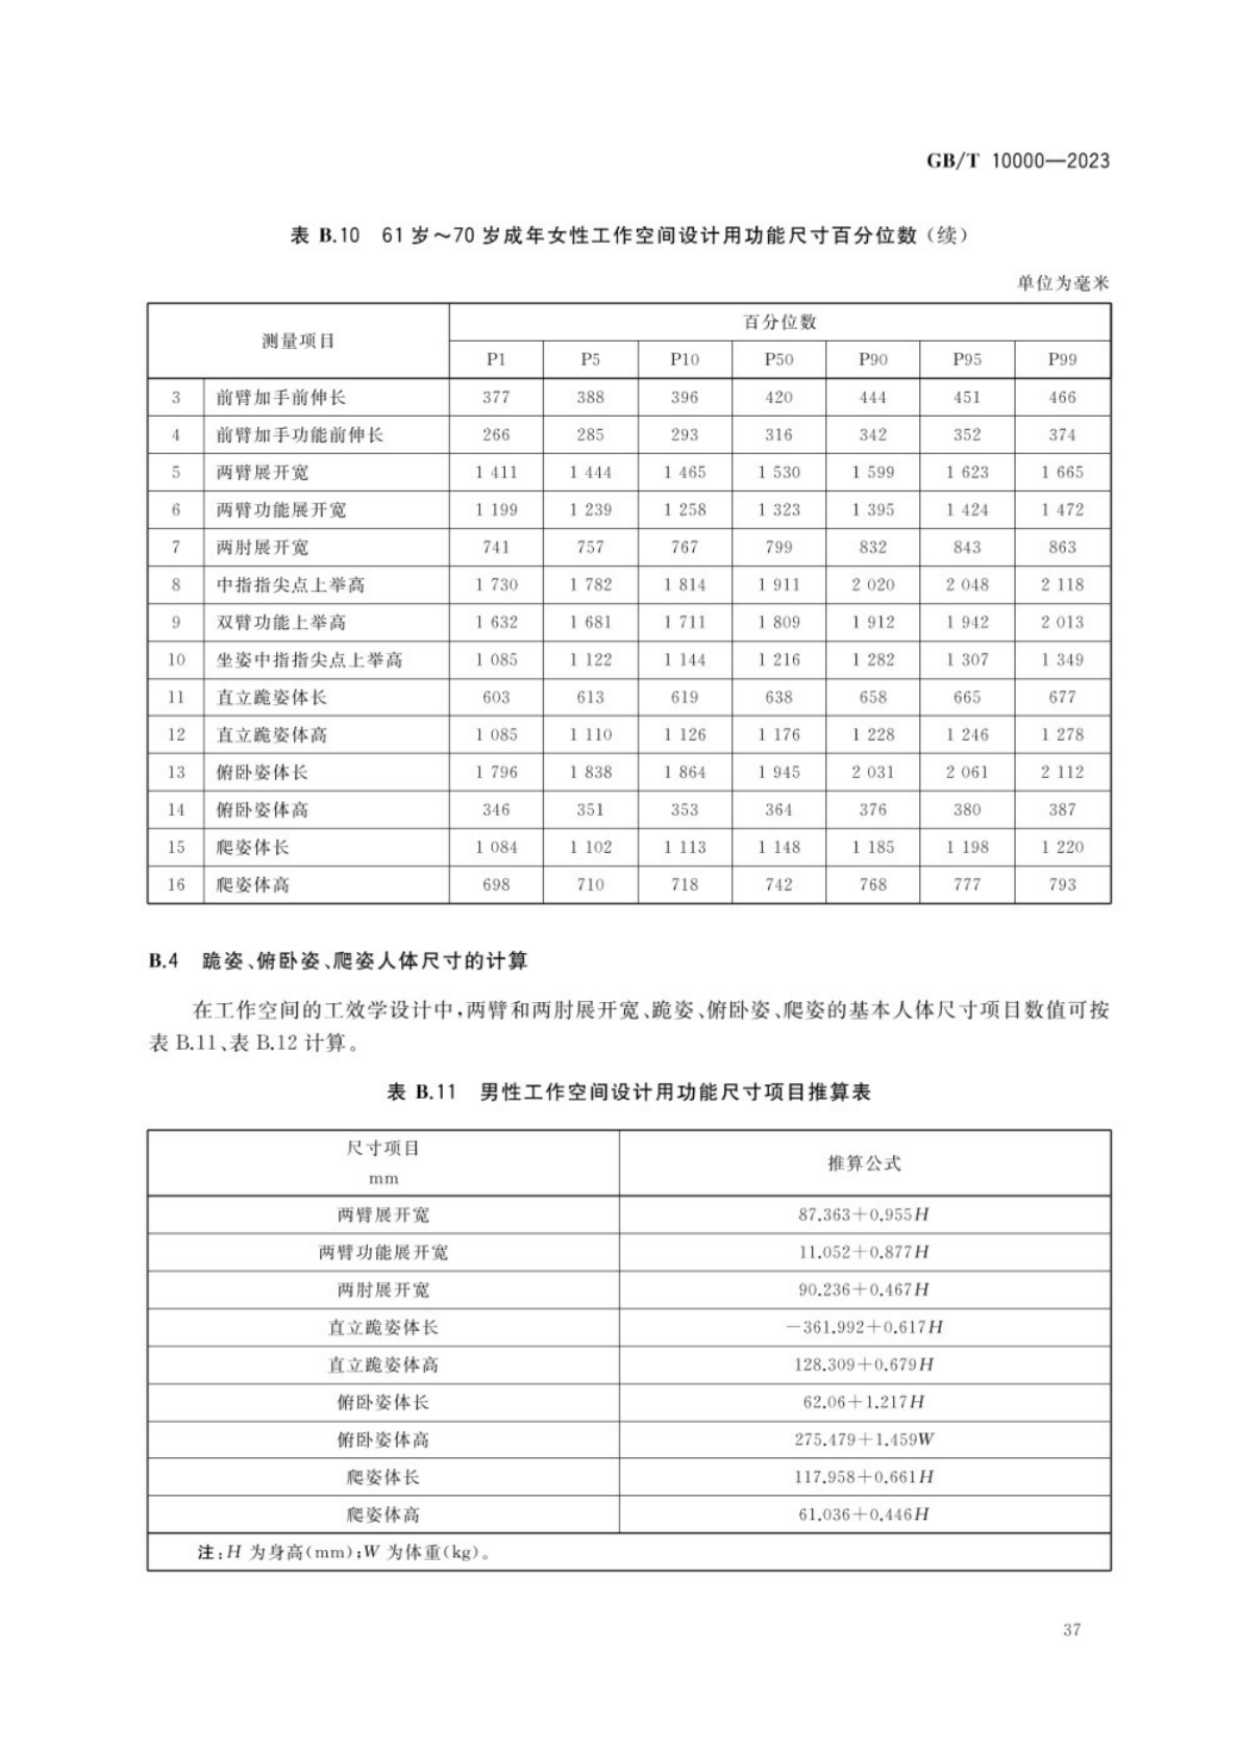 GB/T 10000—2023
表 B.10 61 岁～70 岁成年女性工作空间设计用功能尺寸百分位数（续）
单位为毫米
测量项目 百分位数
P1 P5 P10 P50 P90 P95 P99
3 前臂加手前伸长 377 388 396 420 444 451 466
4 前臂加手功能前伸长 266 285 293 316 342 352 374
5 两臂展开宽 1 411 1 444 1 465 1 530 1 599 1 623 1 665
6 两臂功能展开宽 1 199 1 239 1 258 1 323 1 395 1 424 1 472
7 两肘展开宽 741 757 767 799 832 843 863
8 中指指尖点上举高 1 730 1 782 1 814 1 911 2 020 2 048 2 118
9 双臂功能上举高 1 632 1 681 1 711 1 809 1 912 1 942 2 013
10 坐姿中指指尖点上举高 1 085 1 122 1 144 1 216 1 282 1 307 1 349
11 直立跪姿体长 603 613 619 638 658 665 677
12 直立跪姿体高 1 085 1 110 1 126 1 176 1 228 1 246 1 278
13 俯卧姿体长 1 796 1 838 1 864 1 945 2 031 2 061 2 112
14 俯卧姿体高 346 351 353 364 376 380 387
15 爬姿体长 1 084 1 102 1 113 1 148 1 185 1 198 1 220
16 爬姿体高 698 710 718 742 768 777 793
B.4 跪姿、俯卧姿、爬姿人体尺寸的计算
在工作空间的工效学设计中，两臂和两肘展开宽、跪姿、俯卧姿、爬姿的基本人体尺寸项目数值可按
表 B.11、表 B.12 计算。
表 B.11 男性工作空间设计用功能尺寸项目推算表
尺寸项目
mm
推算公式
两臂展开宽 87.363＋0.955H
两臂功能展开宽 11.052＋0.877H
两肘展开宽 90.236＋0.467H
直立跪姿体长 －361.992＋0.617H
直立跪姿体高 128.309＋0.679H
俯卧姿体长 62.06＋1.217H
俯卧姿体高 275.479＋1.459W
爬姿体长 117.958＋0.661H
爬姿体高 61.036＋0.446H
注：H 为身高(mm)；W 为体重(kg)。
37